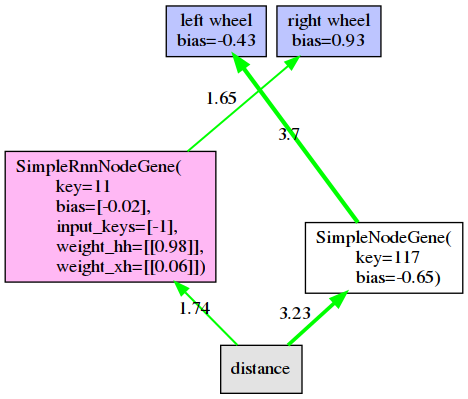 left wheel
bias=-0.43
right wheel
bias=0.93
1.65
3.7
SimpleRnnNodeGene(
key=11
bias=[-0.02],
input_keys=[-1],
weight_hh=[[0.98]],
weight_xh=[[0.06]])
SimpleNodeGene(
key=117
bias=-0.65)
1.74
3.23
distance